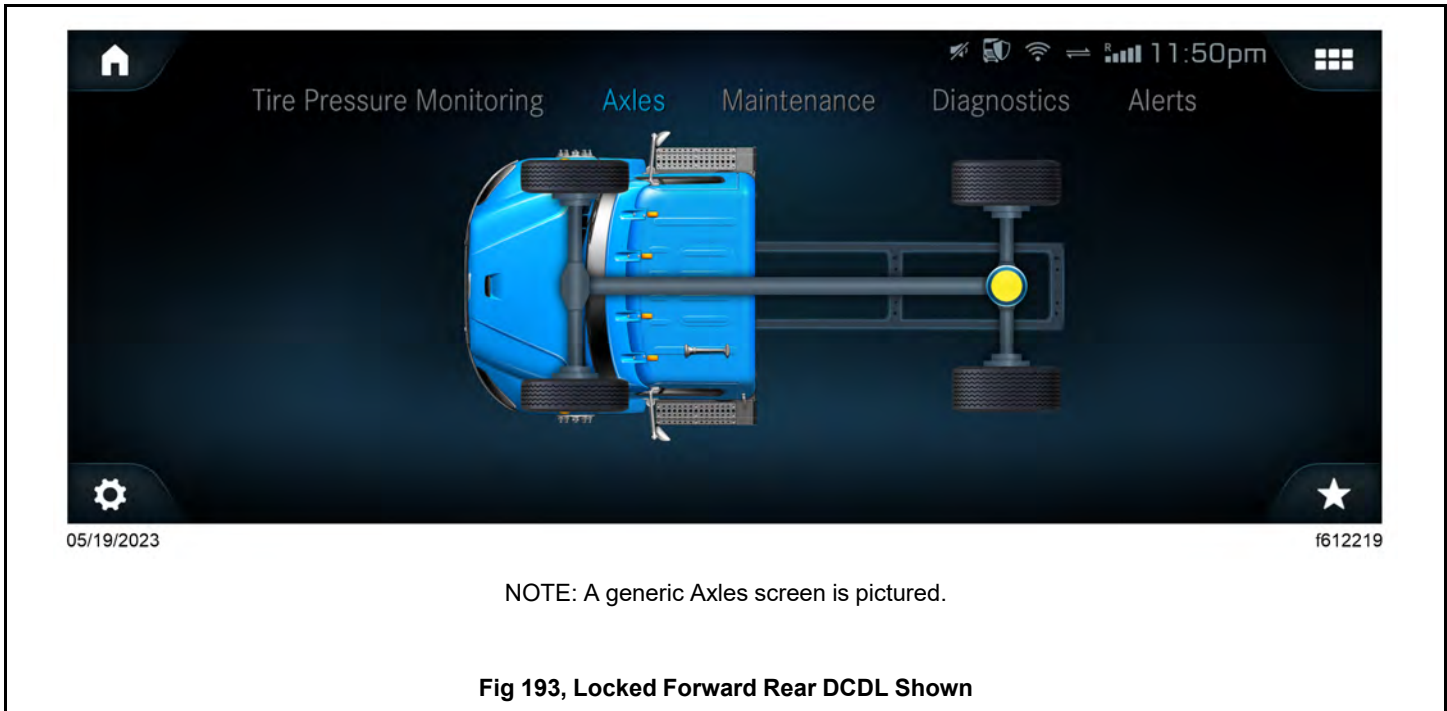 R 11:50pm
Tire Pressure Monitoring Axles Maintenance Diagnostics Alerts
05/19/2023 f612219
NOTE: A generic Axles screen is pictured.
Fig 193, Locked Forward Rear DCDL Shown